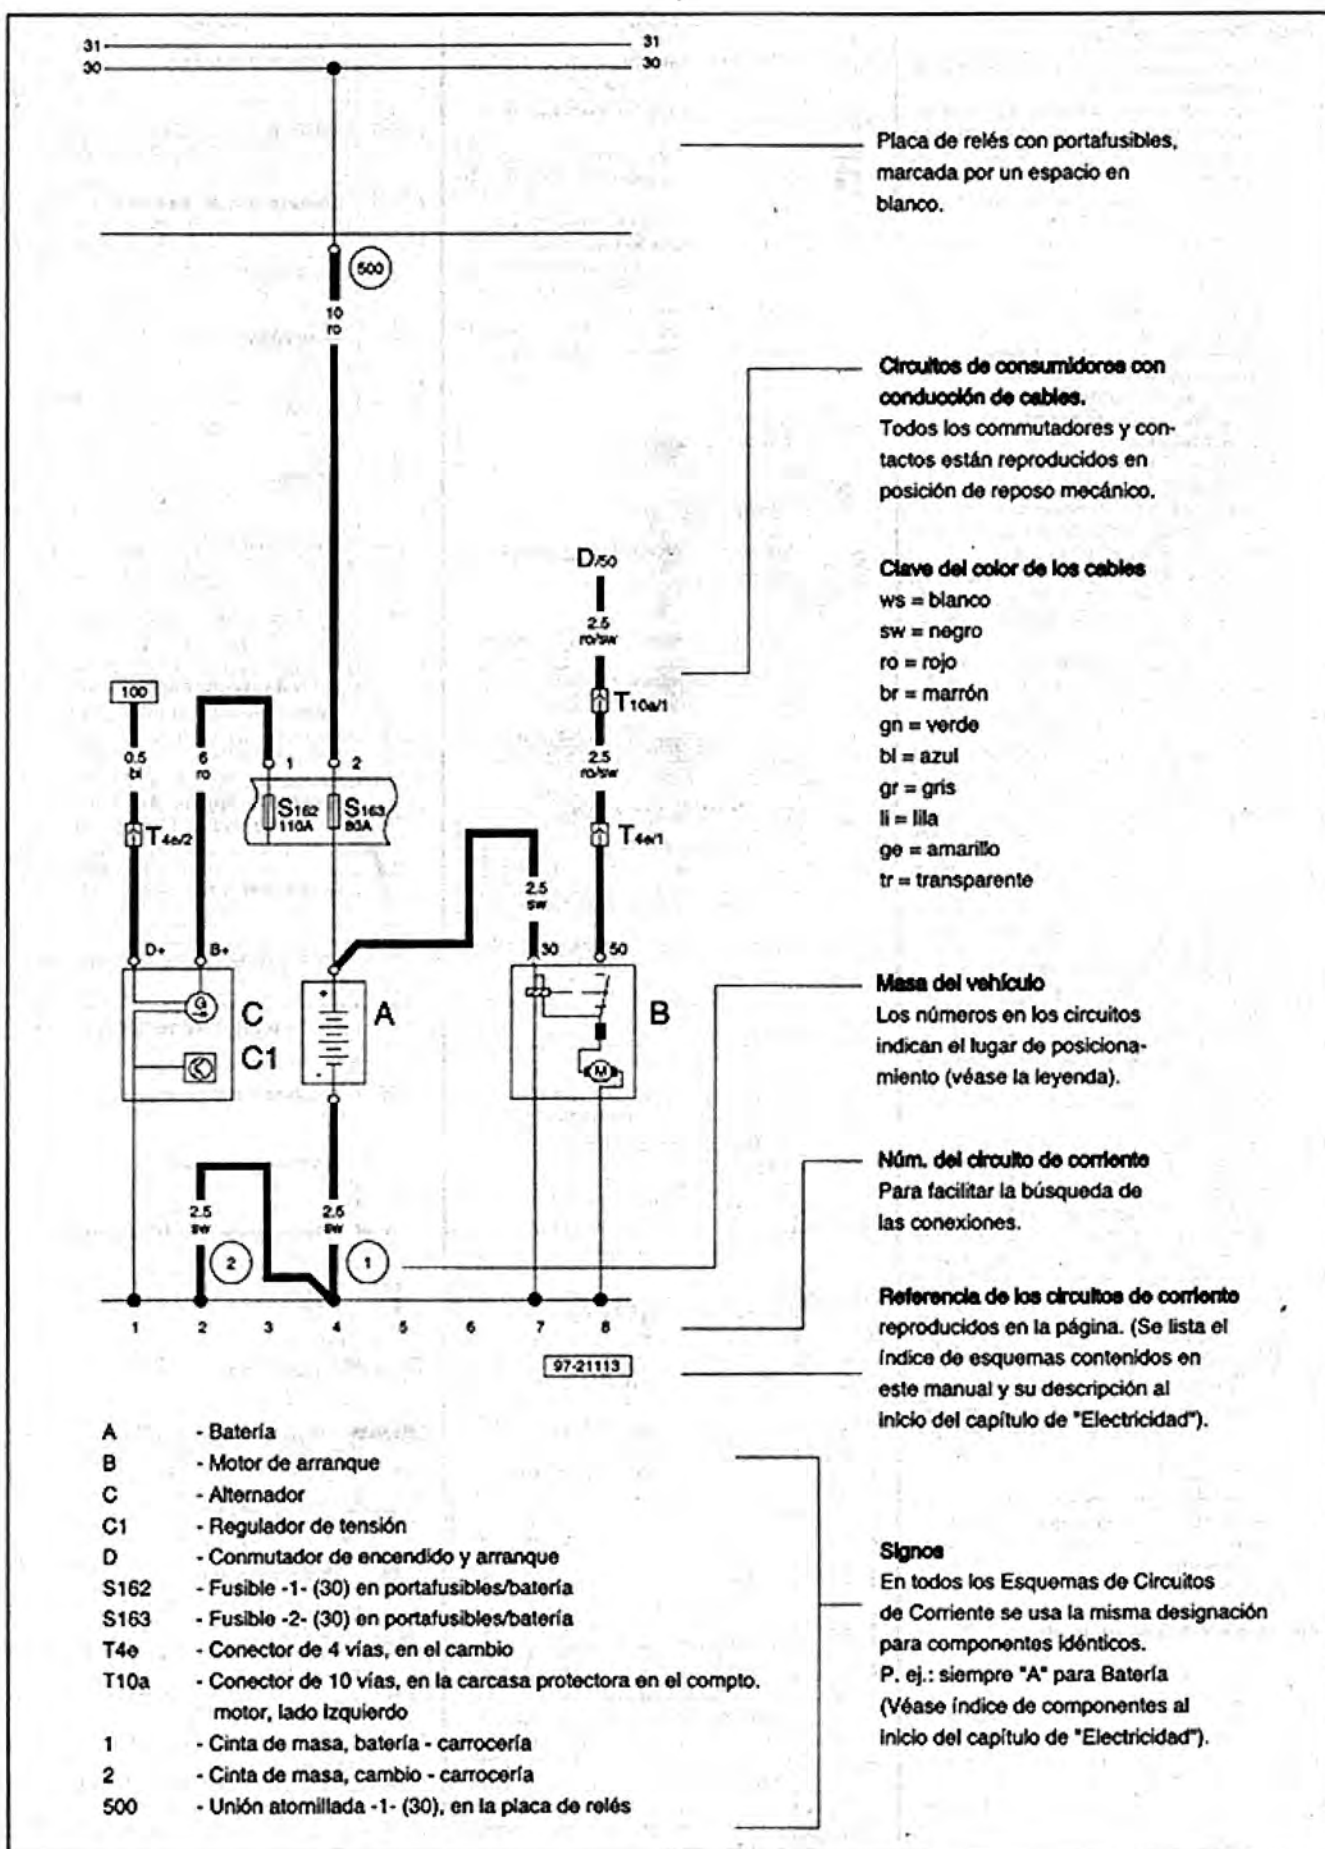 31 31
30 30
Placa de relés con portafusibles,
marcada por un espacio en
blanco.
500
10
ro
Circuitos de consumidores con
conducción de cables.
Todos los commutadores y con-
tactos están reproducidos en
posición de reposo mecánico.
D/50
2.5
ro/sw
T10a/1
2.5
ro/sw
T4e/1
Clave del color de los cables
ws = blanco
sw = negro
ro = rojo
br = marrón
gn = verde
bl = azul
gr = gris
li = lila
ge = amarillo
tr = transparente
100
0.5
bl
T4e/2
6
ro
1 2
S162
110A
S163
80A
2.5
sw
D+ B+ 30 50
G
C
C1
+
A
-
M
B
Masa del vehículo
Los números en los circuitos
indican el lugar de posiciona-
miento (véase la leyenda).
Núm. del circuito de corriente
Para facilitar la búsqueda de
las conexiones.
2.5
sw
2
2.5
sw
1
1 2 3 4 5 6 7 8
97-21113
Referencia de los circuitos de corriente
reproducidos en la página. (Se lista el
índice de esquemas contenidos en
este manual y su descripción al
inicio del capítulo de "Electricidad").
A - Batería
B - Motor de arranque
C - Alternador
C1 - Regulador de tensión
D - Conmutador de encendido y arranque
S162 - Fusible -1- (30) en portafusibles/batería
S163 - Fusible -2- (30) en portafusibles/batería
T4e - Conector de 4 vías, en el cambio
T10a - Conector de 10 vías, en la carcasa protectora en el compto.
motor, lado izquierdo
1 - Cinta de masa, batería - carrocería
2 - Cinta de masa, cambio - carrocería
500 - Unión atornillada -1- (30), en la placa de relés
Signos
En todos los Esquemas de Circuitos
de Corriente se usa la misma designación
para componentes idénticos.
P. ej.: siempre "A" para Batería
(Véase índice de componentes al
inicio del capítulo de "Electricidad").